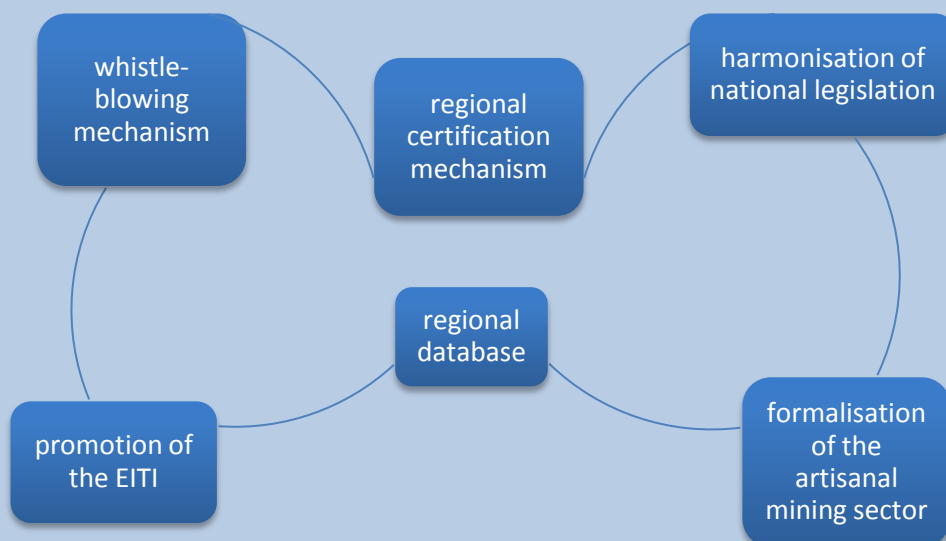 whistle-
blowing
mechanism
regional
certification
mechanism
harmonisation of
national legislation
regional
database
promotion of
the EITI
formalisation
of the
artisanal
mining sector